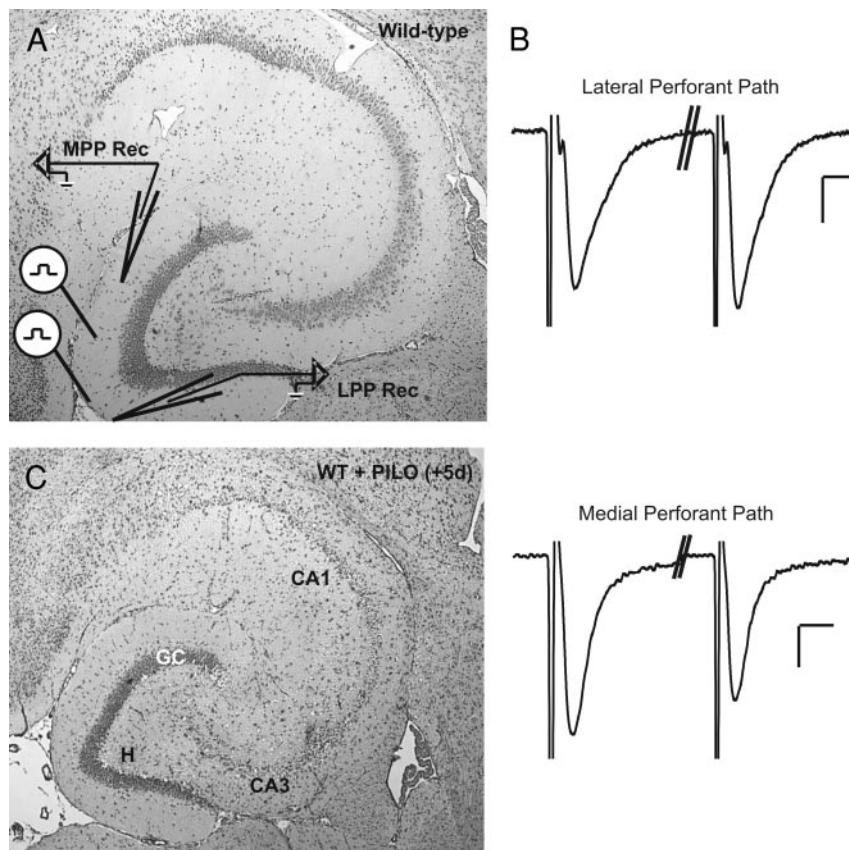 A
Wild-type
MPP Rec
LPP Rec
B
Lateral Perforant Path
Medial Perforant Path
C
WT + PILO (+5d)
CA1
GC
H
CA3